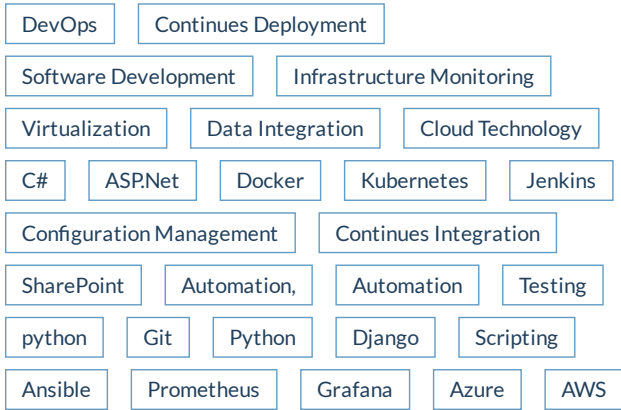 DevOps Continues Deployment
Software Development Infrastructure Monitoring
Virtualization Data Integration Cloud Technology
C# ASP.Net Docker Kubernetes Jenkins
Configuration Management Continues Integration
SharePoint Automation, Automation Testing
python Git Python Django Scripting
Ansible Prometheus Grafana Azure AWS